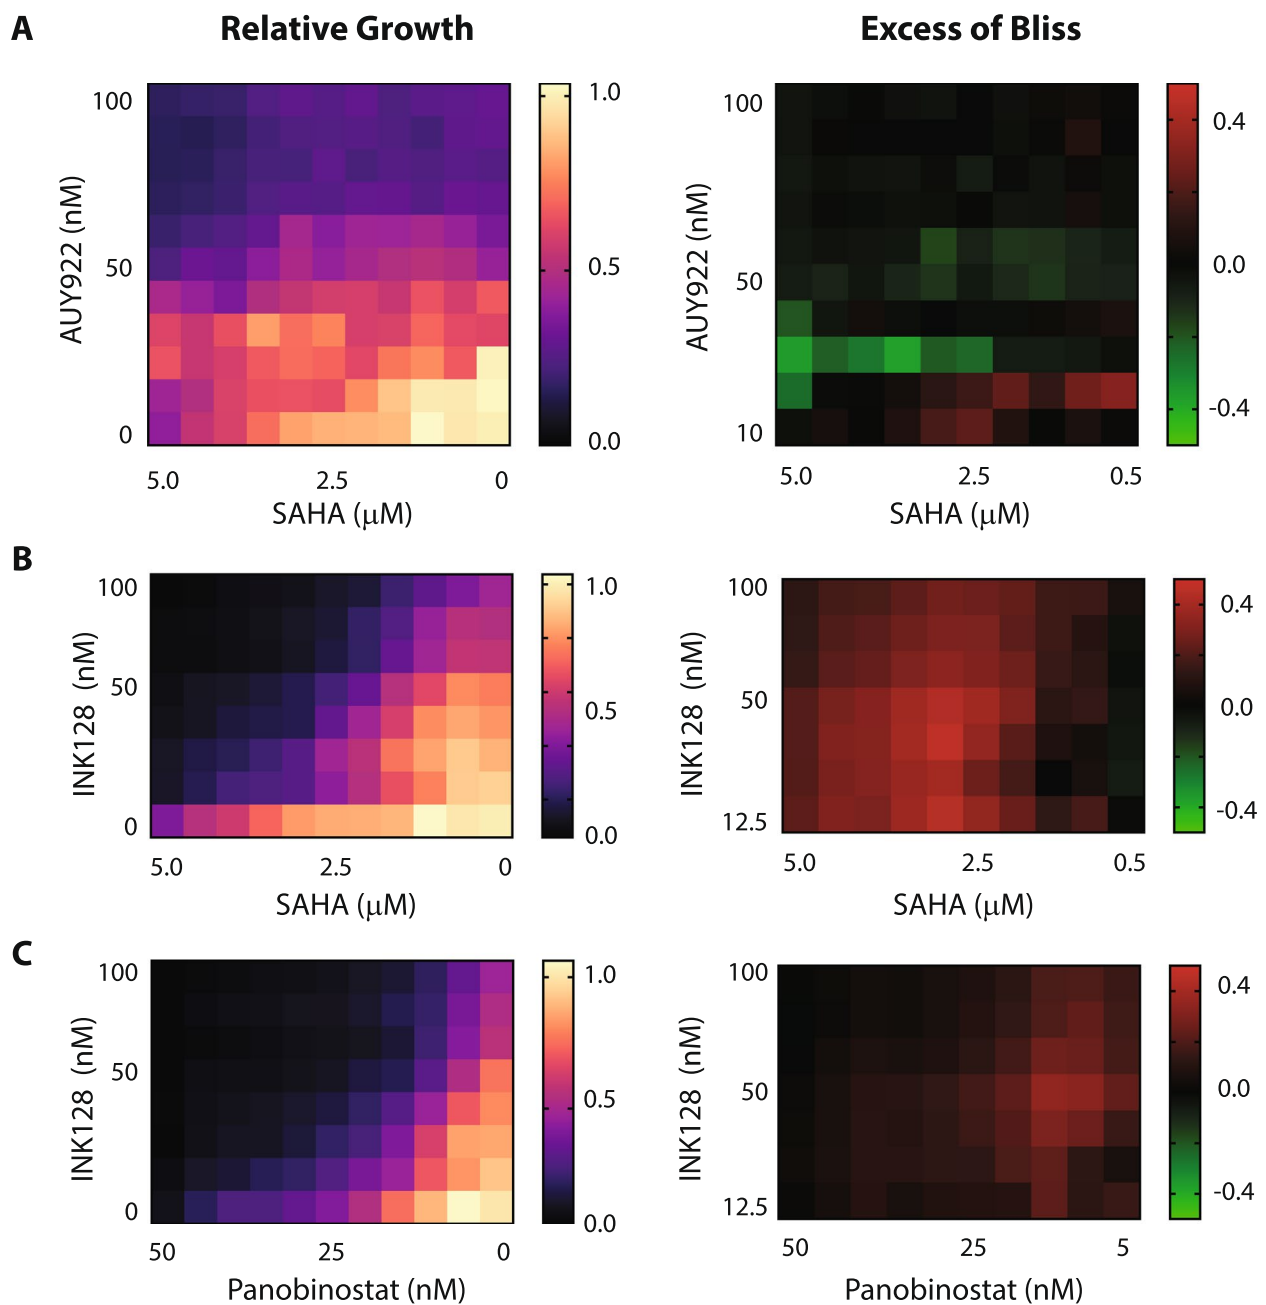 A
Relative Growth
Excess of Bliss
AUY922 (nM)
100
50
0
5.0 2.5 0
SAHA (μM)
1.0
0.5
0.0
AUY922 (nM)
100
50
10
5.0 2.5 0.5
SAHA (μM)
0.4
0.0
-0.4
B
INK128 (nM)
100
50
0
5.0 2.5 0
SAHA (μM)
1.0
0.5
0.0
INK128 (nM)
100
50
12.5
5.0 2.5 0.5
SAHA (μM)
0.4
0.0
-0.4
C
INK128 (nM)
100
50
0
50 25 0
Panobinostat (nM)
1.0
0.5
0.0
INK128 (nM)
100
50
12.5
50 25 5
Panobinostat (nM)
0.4
0.0
-0.4